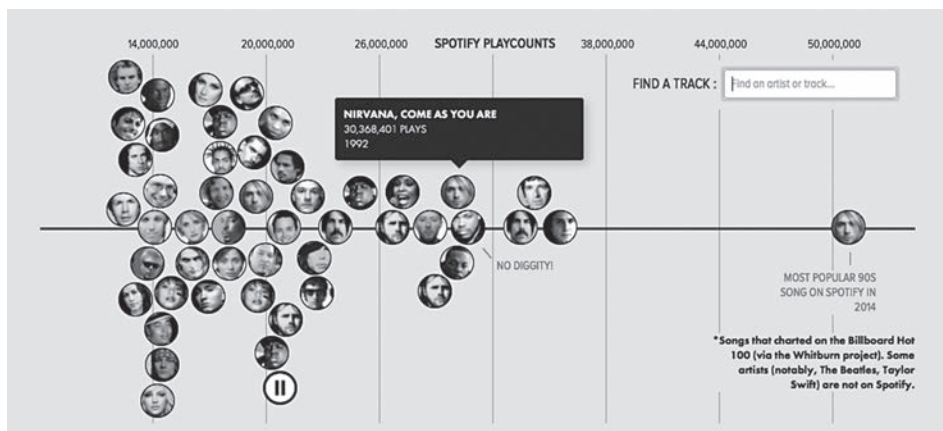 14,000,000 20,000,000 26,000,000 SPOTIFY PLAYCOUNTS 38,000,000 44,000,000 50,000,000
FIND A TRACK : Find an artist or track...
NIRVANA, COME AS YOU ARE
30,368,401 PLAYS
1992
NO DIGGITY!
MOST POPULAR 90S
SONG ON SPOTIFY IN
2014
*Songs that charted on the Billboard Hot
100 (via the Whitburn project). Some
artists (notably, The Beatles, Taylor
Swift) are not on Spotify.